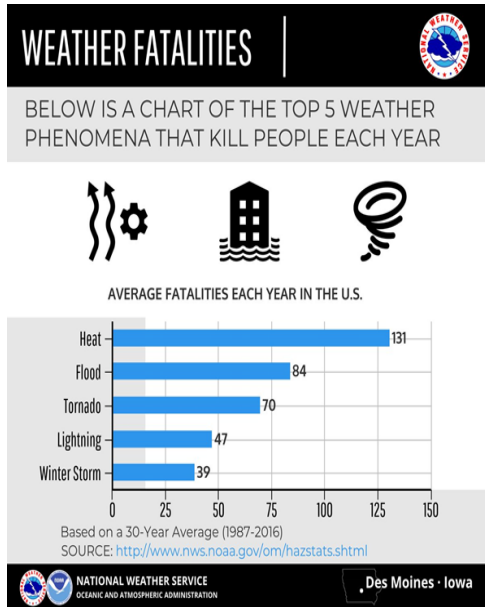 WEATHER FATALITIES
NATIONAL WEATHER SERVICE
BELOW IS A CHART OF THE TOP 5 WEATHER
PHENOMENA THAT KILL PEOPLE EACH YEAR
AVERAGE FATALITIES EACH YEAR IN THE U.S.
Heat 131
Flood 84
Tornado 70
Lightning 47
Winter Storm 39
0 25 50 75 100 125 150
Based on a 30-Year Average (1987-2016)
SOURCE: http://www.nws.noaa.gov/om/hazstats.shtml
NATIONAL WEATHER SERVICE
OCEANIC AND ATMOSPHERIC ADMINISTRATION
Des Moines · Iowa